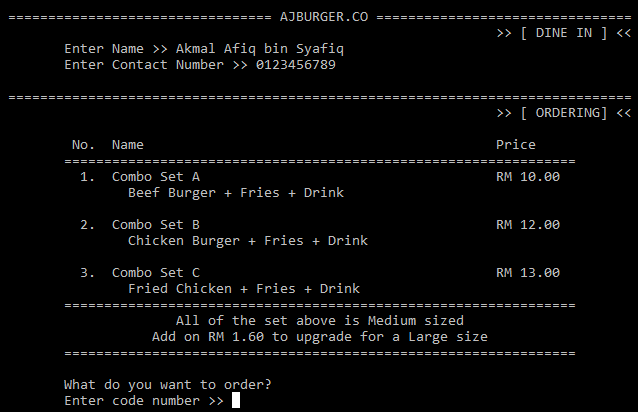 ================================= AJBURGER.CO ================================
>> [ DINE IN ] <<
Enter Name >> Akmal Afiq bin Syafiq
Enter Contact Number >> 0123456789
==============================================================================
>> [ ORDERING] <<
No. Name Price
================================================================
1. Combo Set A RM 10.00
Beef Burger + Fries + Drink
2. Combo Set B RM 12.00
Chicken Burger + Fries + Drink
3. Combo Set C RM 13.00
Fried Chicken + Fries + Drink
================================================================
All of the set above is Medium sized
Add on RM 1.60 to upgrade for a Large size
================================================================
What do you want to order?
Enter code number >>